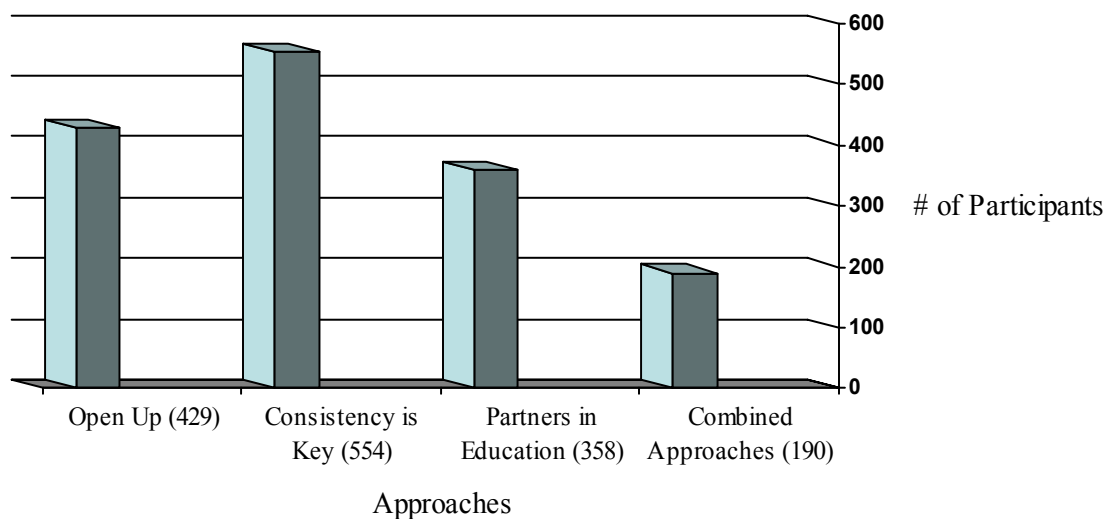 600
500
400
300
200
100
0
# of Participants
Open Up (429)
Consistency is
Key (554)
Partners in
Education (358)
Combined
Approaches (190)
Approaches